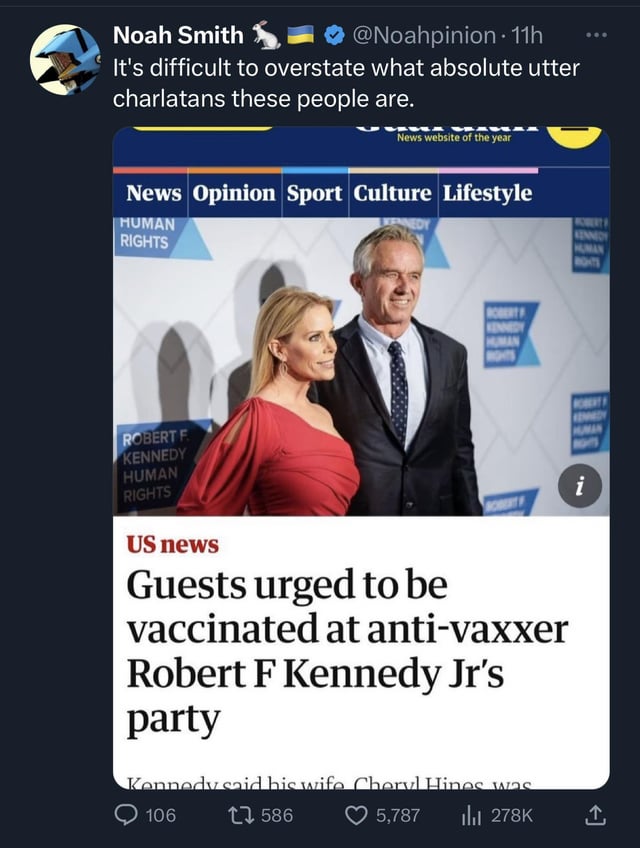 Noah Smith 🐇 🇺🇦 @Noahpinion · 11h
It's difficult to overstate what absolute utter
charlatans these people are.
News website of the year
News Opinion Sport Culture Lifestyle
HUMAN
RIGHTS
ROBERT F.
KENNEDY
HUMAN
RIGHTS
ROBERT F.
KENNEDY
HUMAN
RIGHTS
ROBERT F.
KENNEDY
HUMAN
RIGHTS
ROBERT F.
KENNEDY
HUMAN
RIGHTS
i
US news
Guests urged to be
vaccinated at anti-vaxxer
Robert F Kennedy Jr's
party
Kennedy said his wife, Cheryl Hines, was
106 586 5,787 278K